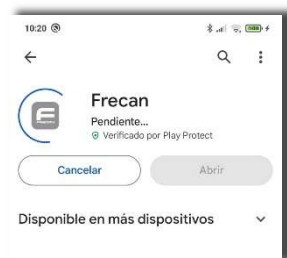 10:20
Frecan
Pendiente...
Verificado por Play Protect
Cancelar
Abrir
Disponible en más dispositivos